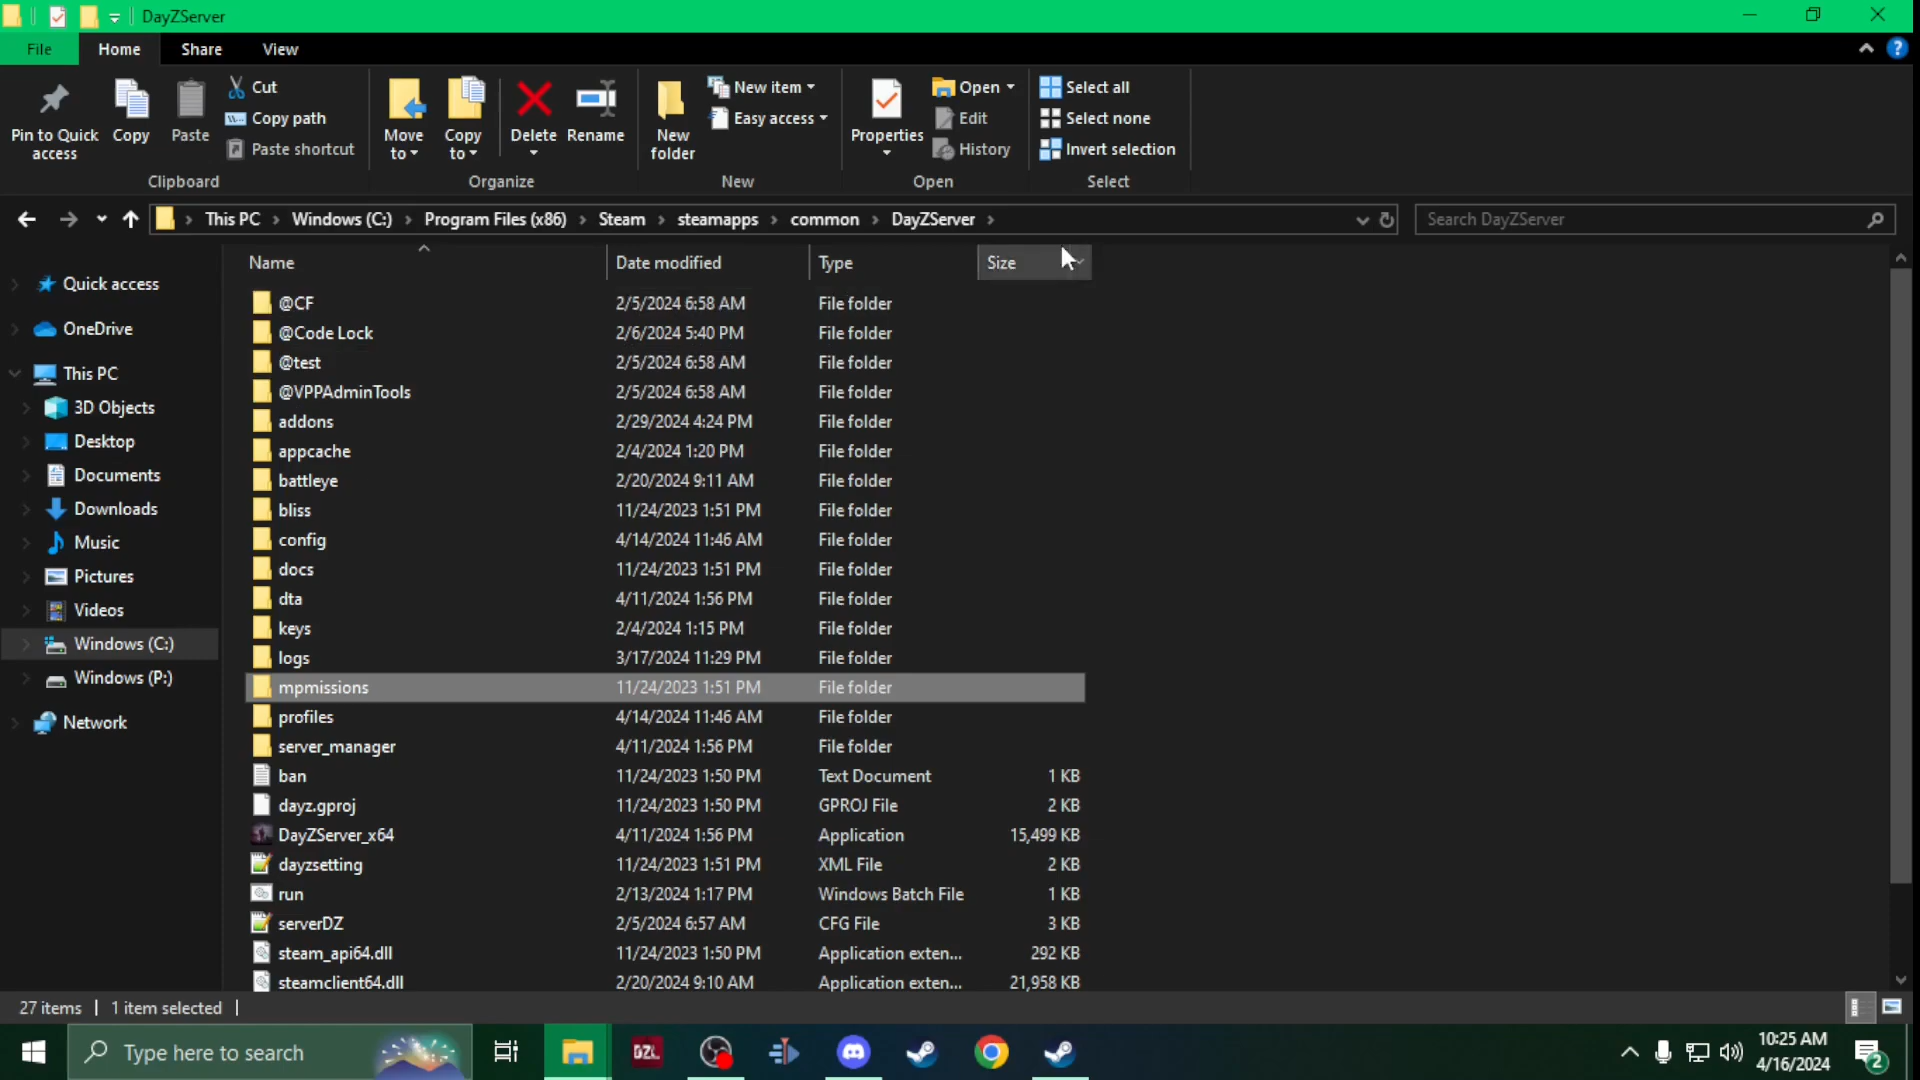 DayZServer
File Home Share View
Pin to Quick access
Copy
Paste
Cut
Copy path
Paste shortcut
Clipboard
Move to
Copy to
Delete
Rename
Organize
New folder
New item
Easy access
New
Properties
Open
Edit
History
Open
Select all
Select none
Invert selection
Select
This PC > Windows (C:) > Program Files (x86) > Steam > steamapps > common > DayZServer >
Search DayZServer
Quick access
OneDrive
This PC
3D Objects
Desktop
Documents
Downloads
Music
Pictures
Videos
Windows (C:)
Windows (P:)
Network
Name Date modified Type Size
@CF 2/5/2024 6:58 AM File folder
@Code Lock 2/6/2024 5:40 PM File folder
@test 2/5/2024 6:58 AM File folder
@VPPAdminTools 2/5/2024 6:58 AM File folder
addons 2/29/2024 4:24 PM File folder
appcache 2/4/2024 1:20 PM File folder
battleye 2/20/2024 9:11 AM File folder
bliss 11/24/2023 1:51 PM File folder
config 4/14/2024 11:46 AM File folder
docs 11/24/2023 1:51 PM File folder
dta 4/11/2024 1:56 PM File folder
keys 2/4/2024 1:15 PM File folder
logs 3/17/2024 11:29 PM File folder
mpmissions 11/24/2023 1:51 PM File folder
profiles 4/14/2024 11:46 AM File folder
server_manager 4/11/2024 1:56 PM File folder
ban 11/24/2023 1:50 PM Text Document 1 KB
dayz.gproj 11/24/2023 1:50 PM GPROJ File 2 KB
DayZServer_x64 4/11/2024 1:56 PM Application 15,499 KB
dayzsetting 11/24/2023 1:51 PM XML File 2 KB
run 2/13/2024 1:17 PM Windows Batch File 1 KB
serverDZ 2/5/2024 6:57 AM CFG File 3 KB
steam_api64.dll 11/24/2023 1:50 PM Application exten... 292 KB
steamclient64.dll 2/20/2024 9:10 AM Application exten... 21,958 KB
27 items 1 item selected
Type here to search
DZL
10:25 AM
4/16/2024
2